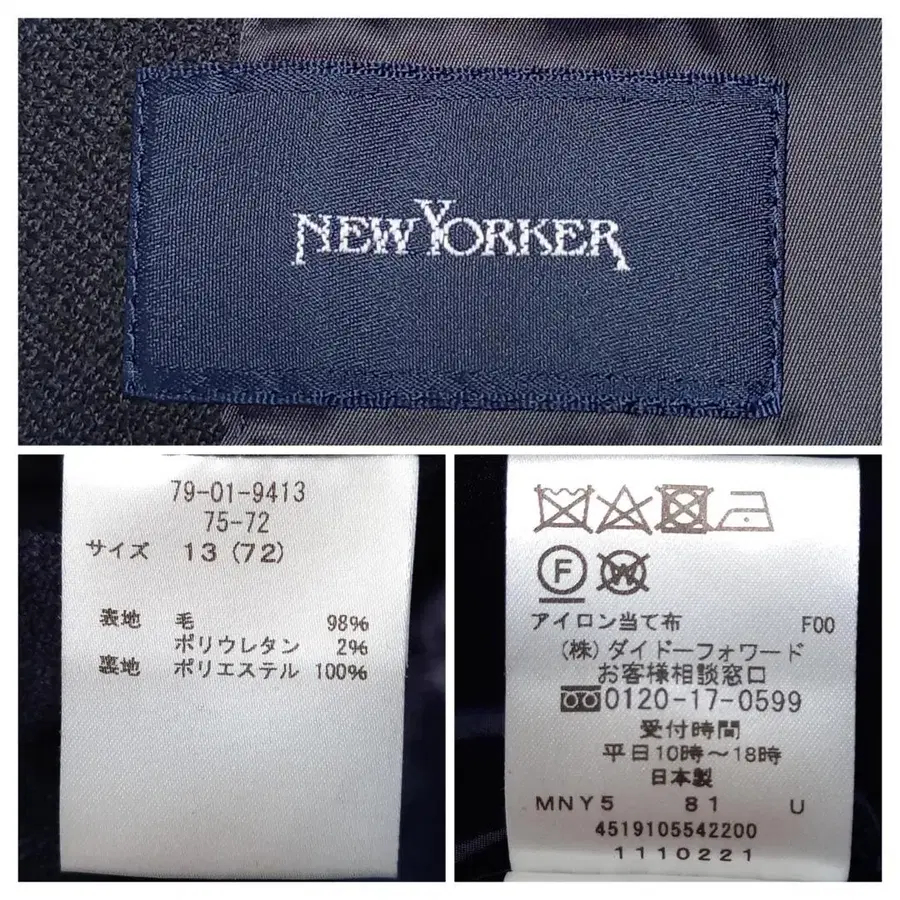 NEW YORKER
79-01-9413
75-72
サイズ 13(72)
表地 毛 98%
ポリウレタン 2%
裏地 ポリエステル 100%
F W
アイロン当て布 F00
(株)ダイドーフォワード
お客様相談窓口
0120-17-0599
受付時間
平日10時～18時
日本製
MNY5 81 U
4519105542200
1110221